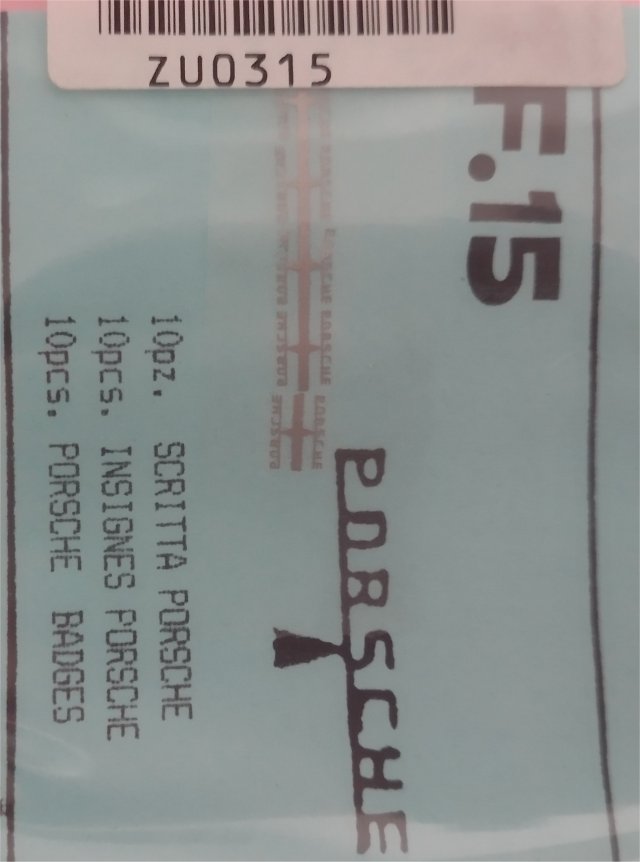 ZU0315
F.15
PORSCHE
10pz. SCRITTA PORSCHE
10pcs. INSIGNES PORSCHE
10pcs. PORSCHE BADGES